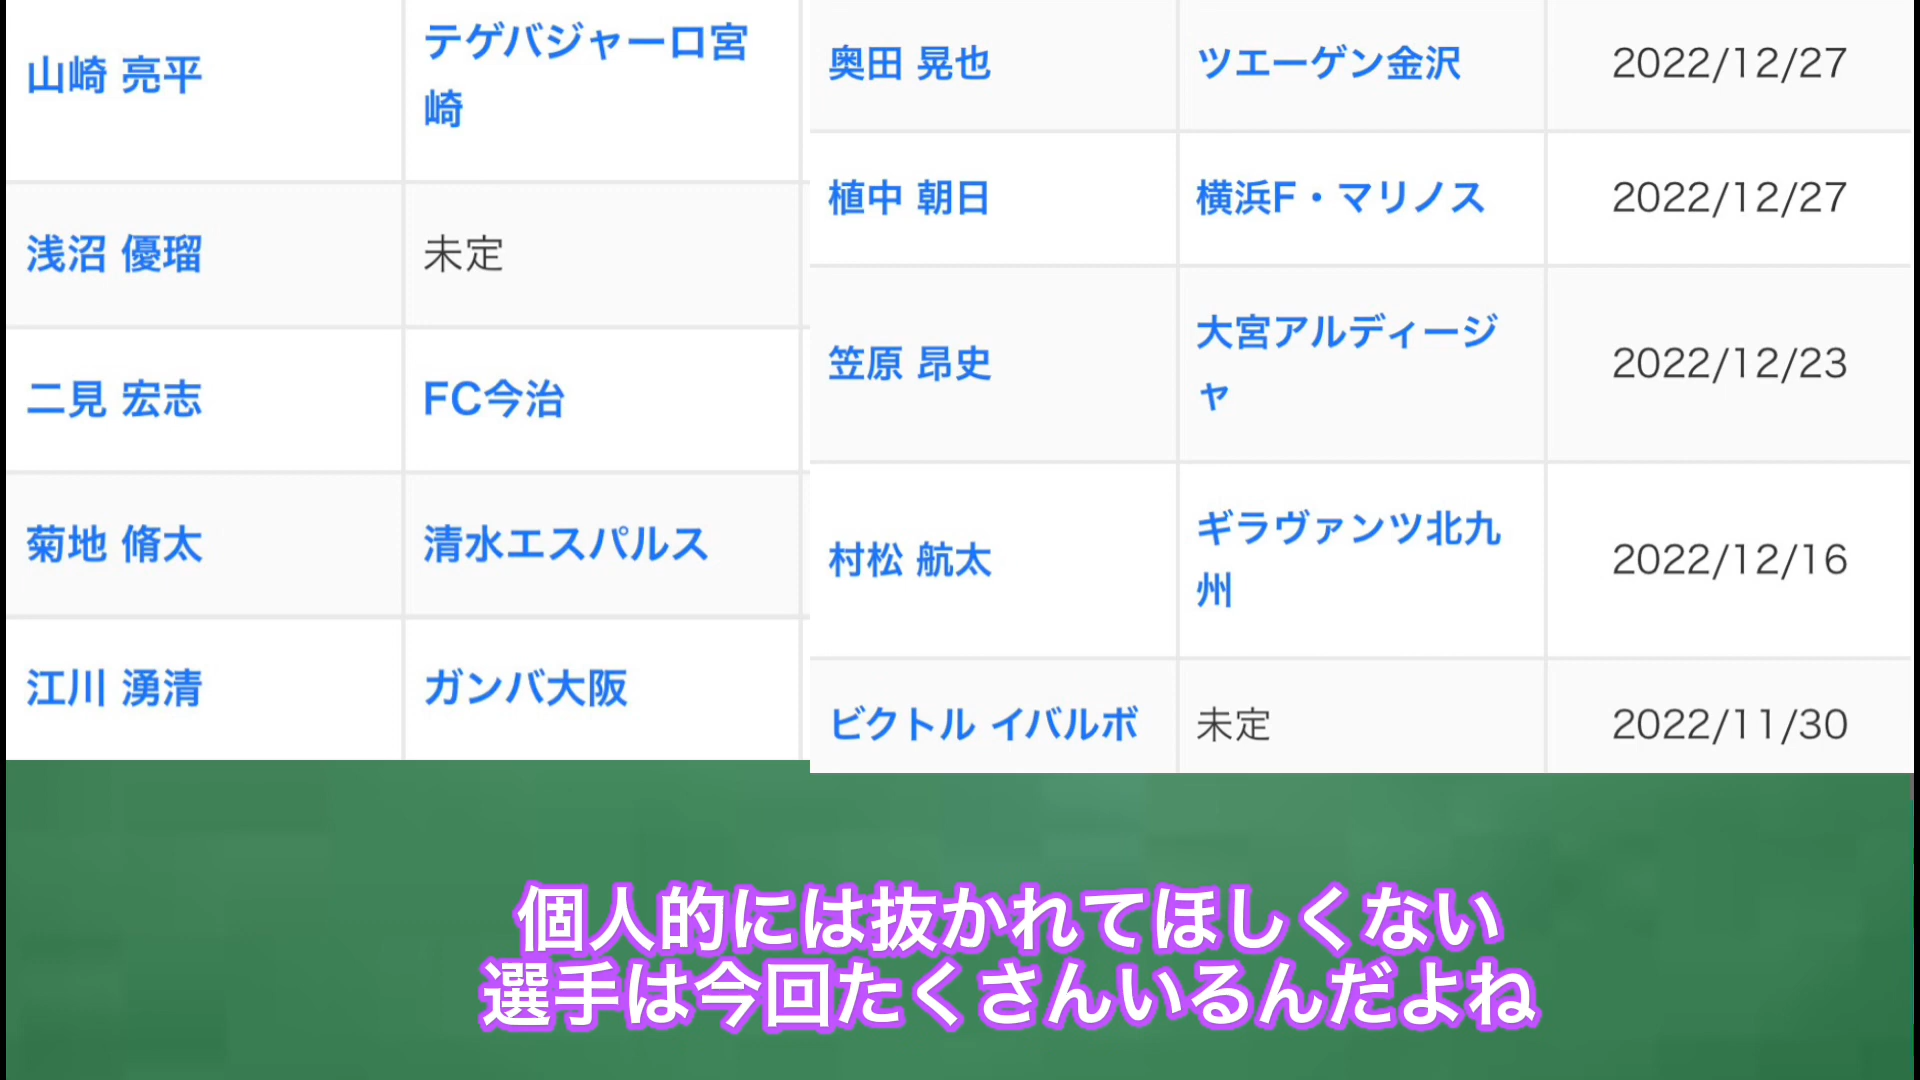 山崎 亮平
テゲバジャーロ宮
崎
浅沼 優瑠
未定
二見 宏志
FC今治
菊地 脩太
清水エスパルス
江川 湧清
ガンバ大阪
奥田 晃也
ツエーゲン金沢
2022/12/27
植中 朝日
横浜F・マリノス
2022/12/27
笠原 昂史
大宮アルディージ
ャ
2022/12/23
村松 航太
ギラヴァンツ北九
州
2022/12/16
ビクトル イバルボ
未定
2022/11/30
個人的には抜かれてほしくない
選手は今回たくさんいるんだよね